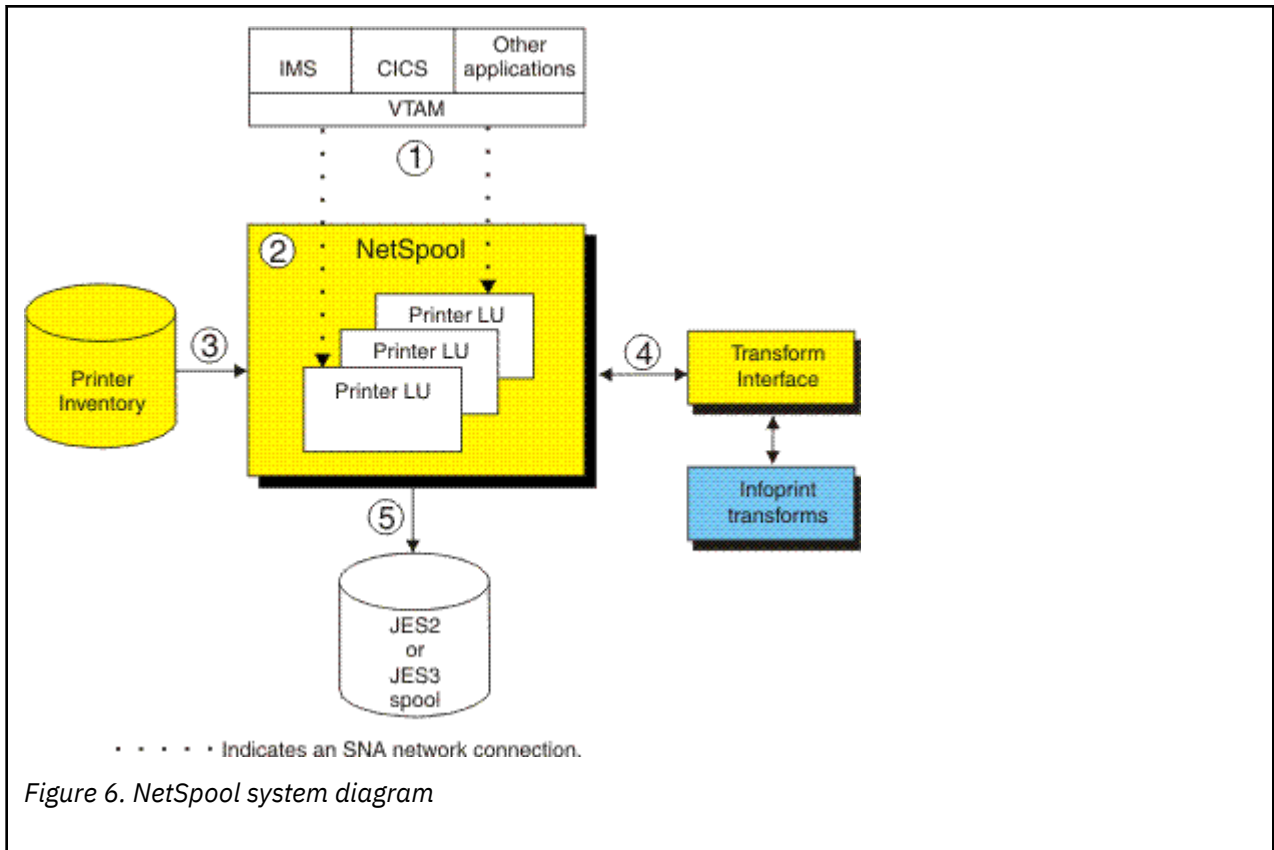 IMS
CICS
Other
applications
VTAM
1
2
NetSpool
Printer LU
Printer LU
Printer LU
3
Printer
Inventory
4
Transform
Interface
Infoprint
transforms
5
JES2
or
JES3
spool
· · · · · Indicates an SNA network connection.
Figure 6. NetSpool system diagram